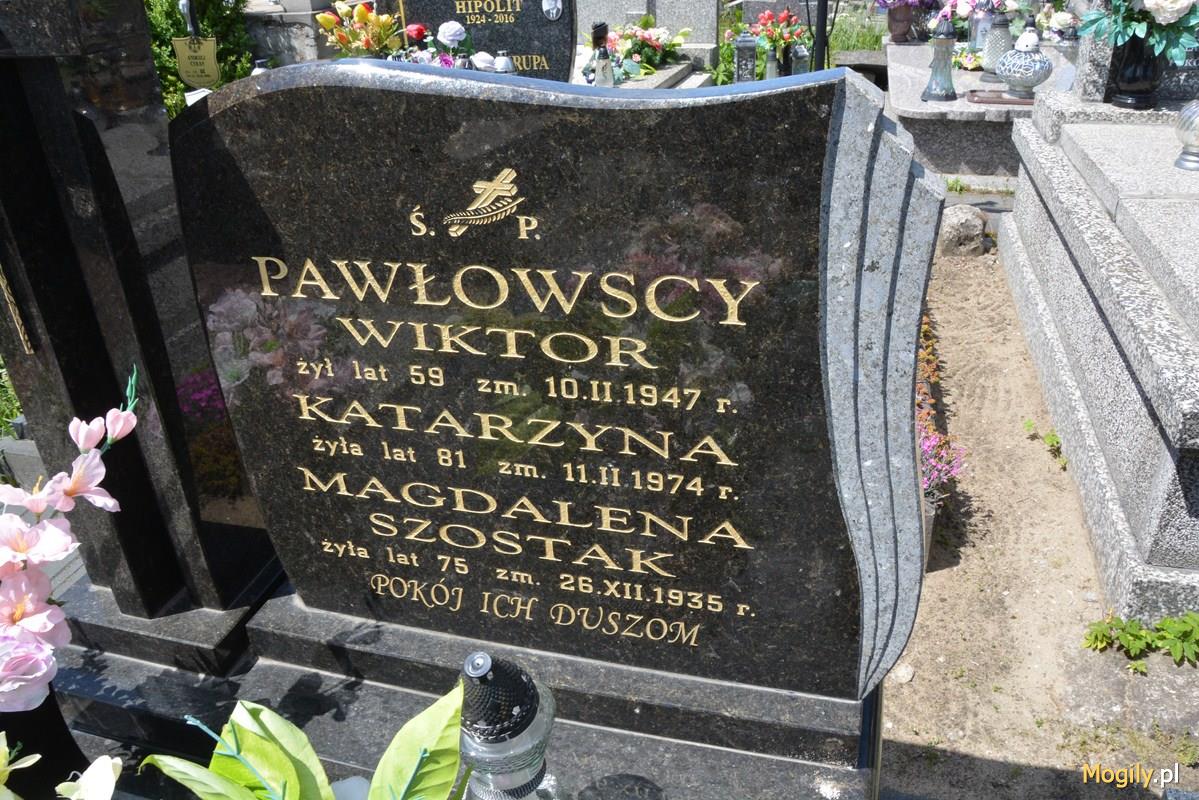 HIPOLIT
1924 - 2016
RUPA
Ś. P.
PAWŁOWSCY
WIKTOR
żył lat 59 zm. 10.II.1947 r.
KATARZYNA
żyła lat 81 zm. 11.II.1974 r.
MAGDALENA
SZOSTAK
żyła lat 75 zm. 26.XII.1935 r.
POKÓJ ICH DUSZOM
Mogily.pl